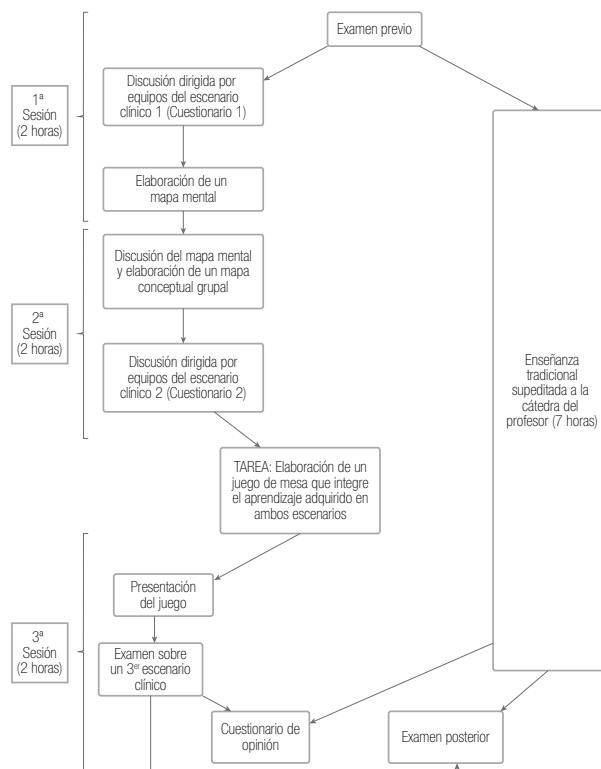 Examen previo
1ª
Sesión
(2 horas)
Discusión dirigida por
equipos del escenario
clínico 1 (Cuestionario 1)
Elaboración de un
mapa mental
2ª
Sesión
(2 horas)
Discusión del mapa mental
y elaboración de un mapa
conceptual grupal
Discusión dirigida por
equipos del escenario
clínico 2 (Cuestionario 2)
Enseñanza
tradicional
supeditada a la
cátedra del
profesor (7 horas)
TAREA: Elaboración de un
juego de mesa que integre
el aprendizaje adquirido en
ambos escenarios
3ª
Sesión
(2 horas)
Presentación
del juego
Examen sobre
un 3er escenario
clínico
Cuestionario de
opinión
Examen posterior